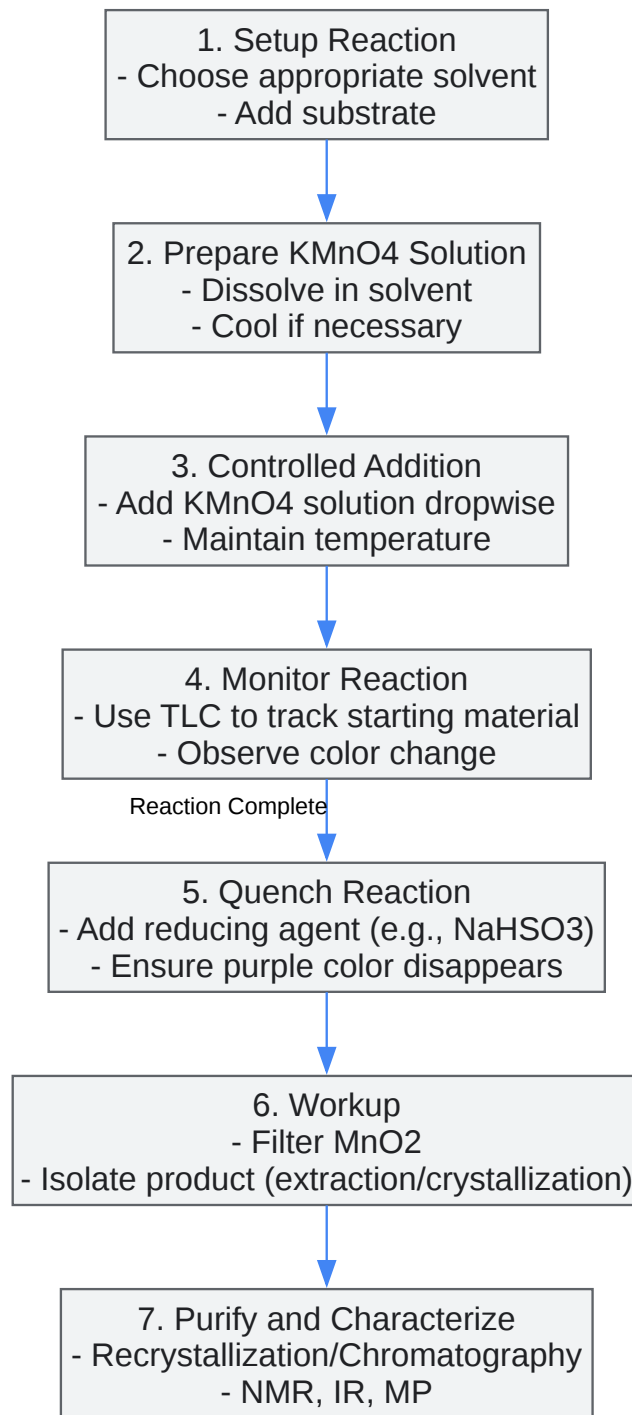 1. Setup Reaction
- Choose appropriate solvent
- Add substrate
2. Prepare KMnO4 Solution
- Dissolve in solvent
- Cool if necessary
3. Controlled Addition
- Add KMnO4 solution dropwise
- Maintain temperature
4. Monitor Reaction
- Use TLC to track starting material
- Observe color change
Reaction Complete
5. Quench Reaction
- Add reducing agent (e.g., NaHSO3)
- Ensure purple color disappears
6. Workup
- Filter MnO2
- Isolate product (extraction/crystallization)
7. Purify and Characterize
- Recrystallization/Chromatography
- NMR, IR, MP